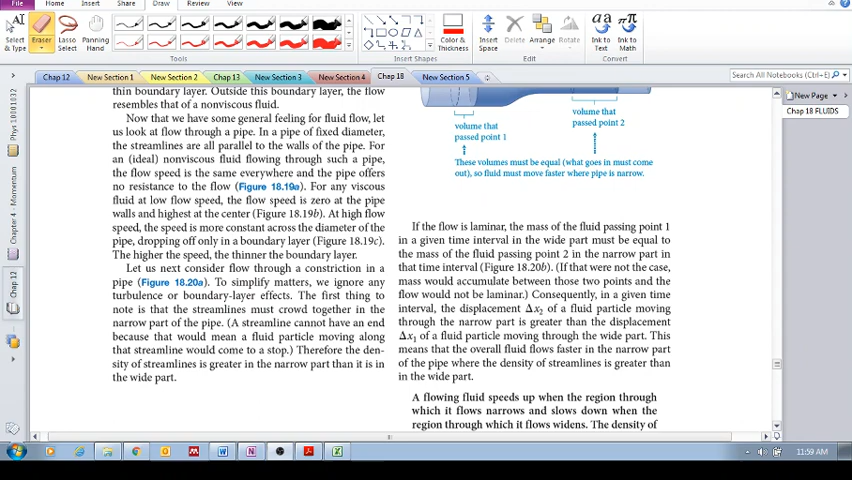 File
Home
Insert
Draw
Review
View
Select
& Type
Eraser
Lasso
Select
Panning
Hand
Tools
Insert Shapes
Color &
Thickness
Insert
Space
Delete
Arrange
Rotate
Edit
Ink to
Text
Ink to
Math
Convert
Chap 12
New Section 1
New Section 2
Chap 13
New Section 3
New Section 4
Chap 18
New Section 5
Search All Notebooks (Ctrl+E)
New Page
Chap 18 FLUIDS
Chapter 4 - Momentum
Chap 12
thin boundary layer. Outside this boundary layer, the flow
resembles that of a nonviscous fluid.
Now that we have some general feeling for fluid flow, let
us look at flow through a pipe. In a pipe of fixed diameter,
the streamlines are all parallel to the walls of the pipe. For
an (ideal) nonviscous fluid flowing through such a pipe,
the flow speed is the same everywhere and the pipe offers
no resistance to the flow (Figure 18.19a). For any viscous
fluid at low flow speed, the flow speed is zero at the pipe
walls and highest at the center (Figure 18.19b). At high flow
speed, the speed is more constant across the diameter of the
pipe, dropping off only in a boundary layer (Figure 18.19c).
The higher the speed, the thinner the boundary layer.
Let us next consider flow through a constriction in a
pipe (Figure 18.20a). To simplify matters, we ignore any
turbulence or boundary-layer effects. The first thing to
note is that the streamlines must crowd together in the
narrow part of the pipe. (A streamline cannot have an end
because that would mean a fluid particle moving along
that streamline would come to a stop.) Therefore the den-
sity of streamlines is greater in the narrow part than it is in
the wide part.
volume that
passed point 1
volume that
passed point 2
These volumes must be equal (what goes in must come
out), so fluid must move faster where pipe is narrow.
If the flow is laminar, the mass of the fluid passing point 1
in a given time interval in the wide part must be equal to
the mass of the fluid passing point 2 in the narrow part in
that time interval (Figure 18.20b). (If that were not the case,
mass would accumulate between those two points and the
flow would not be laminar.) Consequently, in a given time
interval, the displacement Δx₂ of a fluid particle moving
through the narrow part is greater than the displacement
Δx₁ of a fluid particle moving through the wide part. This
means that the overall fluid flows faster in the narrow part
of the pipe where the density of streamlines is greater than
in the wide part.
A flowing fluid speeds up when the region through
which it flows narrows and slows down when the
region through which it flows widens. The density of
11:59 AM